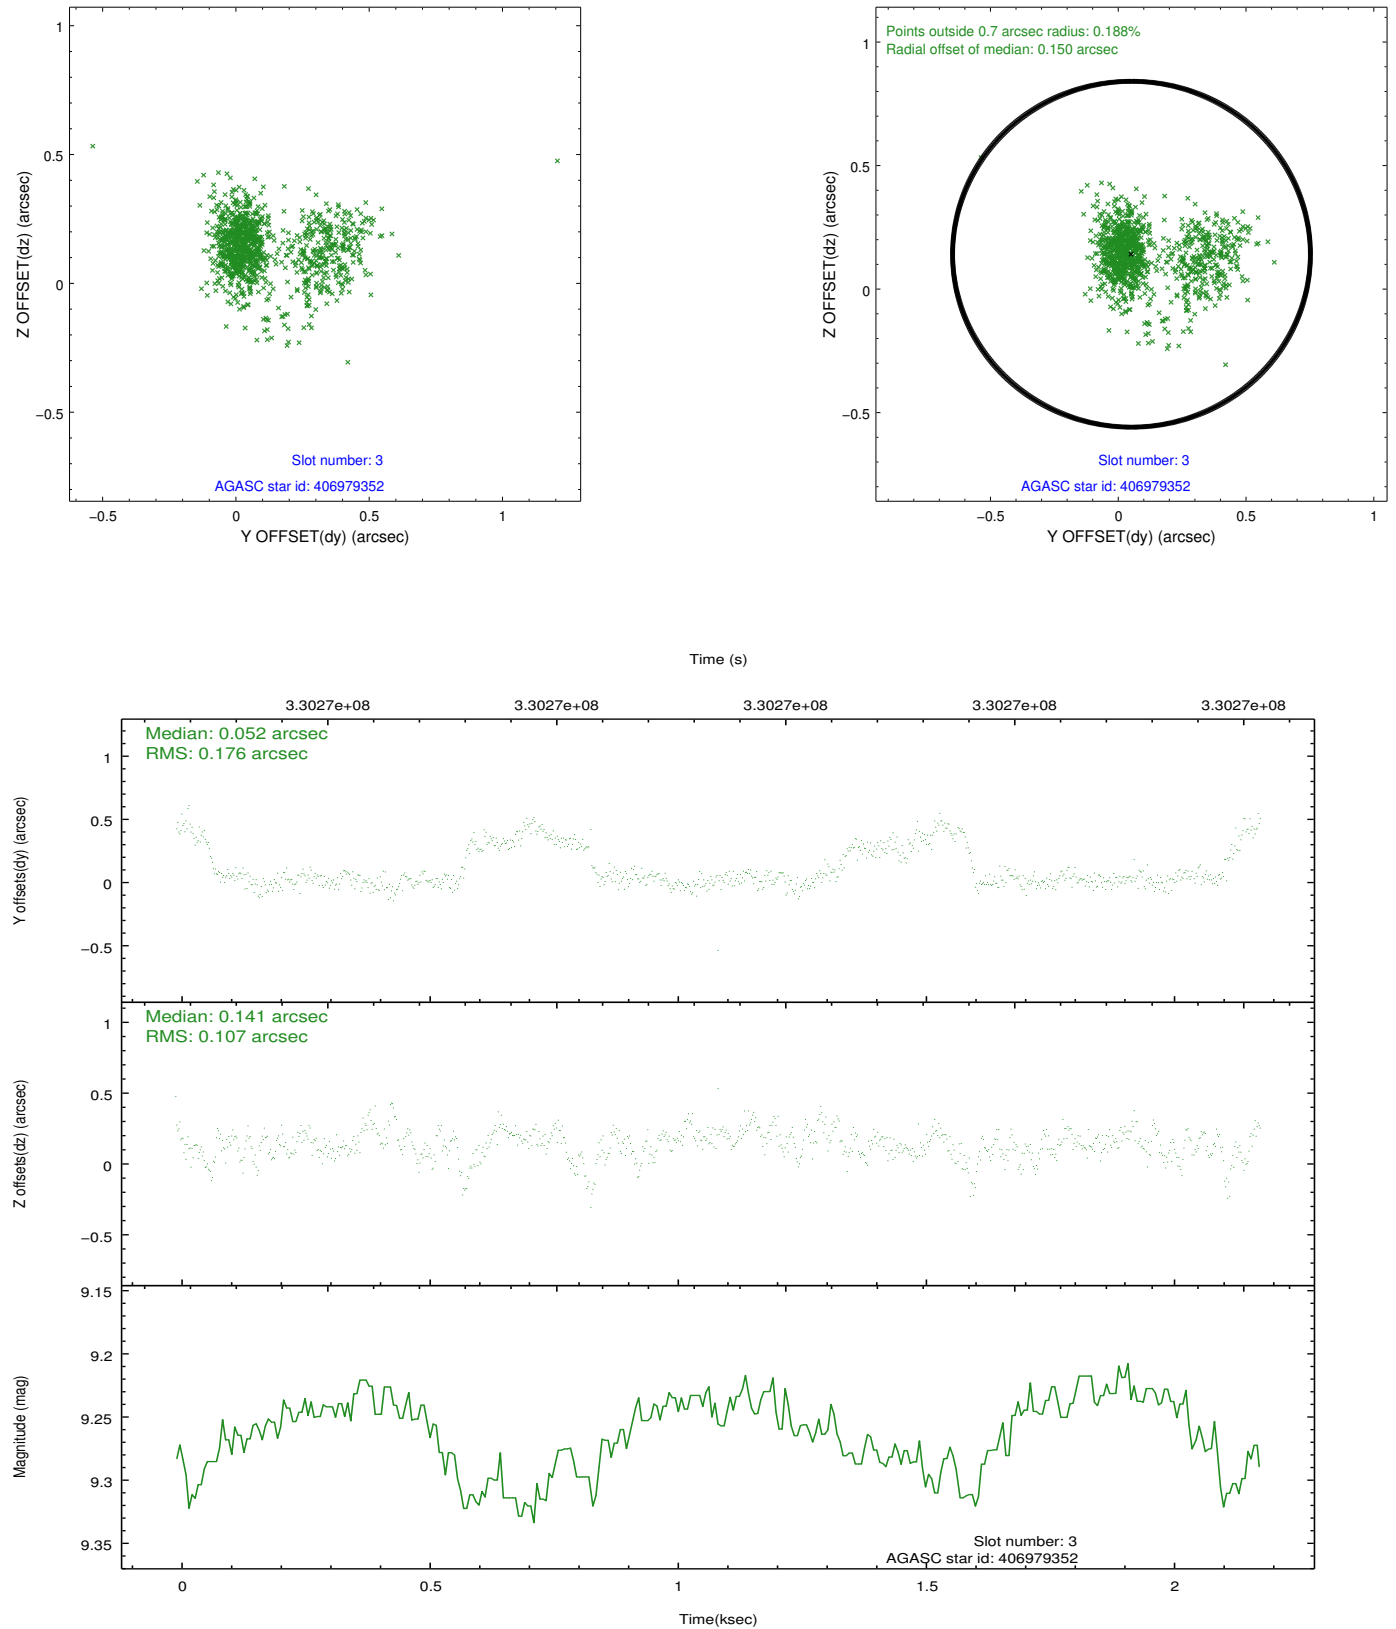 1
0.5
0
−0.5
Z OFFSET(dz) (arcsec)
Slot number: 3
AGASC star id: 406979352
−0.5
0
0.5
1
Y OFFSET(dy) (arcsec)
Points outside 0.7 arcsec radius: 0.188%
Radial offset of median: 0.150 arcsec
1
0.5
0
−0.5
Z OFFSET(dz) (arcsec)
Slot number: 3
AGASC star id: 406979352
−0.5
0
0.5
1
Y OFFSET(dy) (arcsec)
Time (s)
3.3027e+08 3.3027e+08 3.3027e+08 3.3027e+08 3.3027e+08
Median: 0.052 arcsec
RMS: 0.176 arcsec
1
0.5
0
−0.5
Y offsets(dy) (arcsec)
Median: 0.141 arcsec
RMS: 0.107 arcsec
1
0.5
0
−0.5
Z offsets(dz) (arcsec)
9.15
9.2
9.25
9.3
9.35
Magnitude (mag)
Slot number: 3
AGASC star id: 406979352
0 0.5 1 1.5 2
Time(ksec)